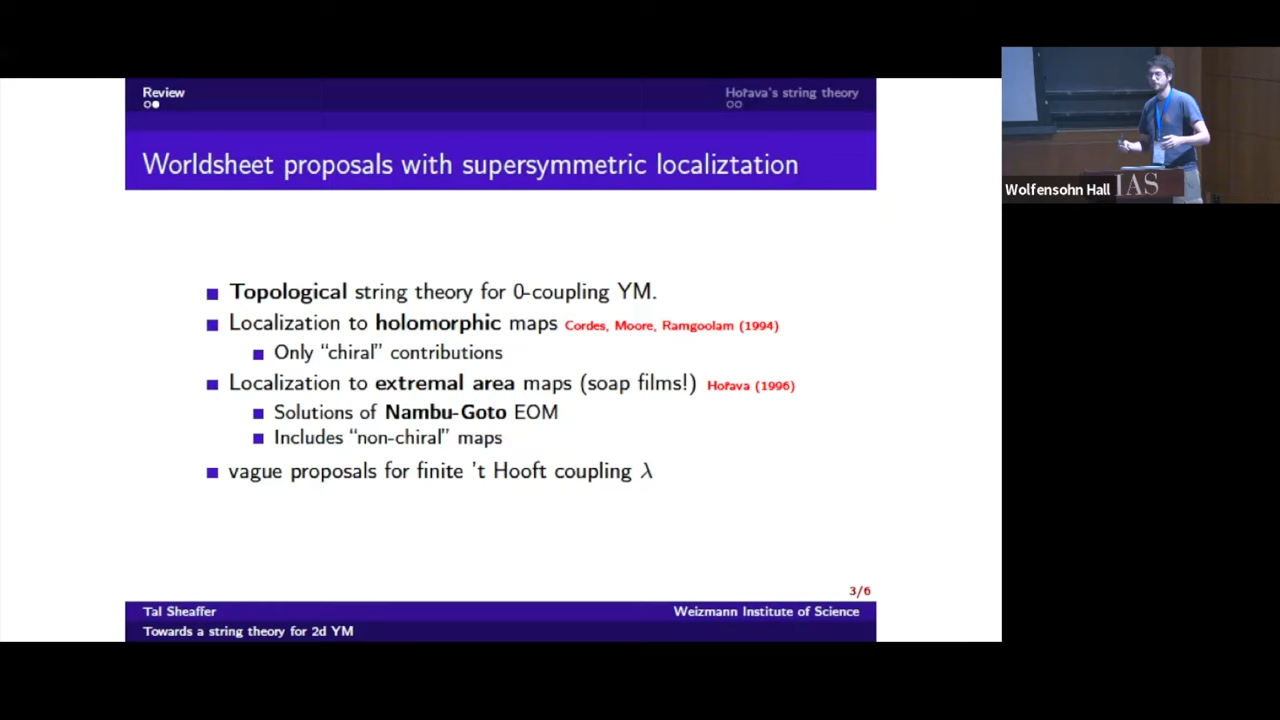 Review
Hořava's string theory
Worldsheet proposals with supersymmetric localiztation
Topological string theory for 0-coupling YM.
Localization to holomorphic maps Cordes, Moore, Ramgoolam (1994)
Only “chiral” contributions
Localization to extremal area maps (soap films!) Hořava (1996)
Solutions of Nambu-Goto EOM
Includes “non-chiral” maps
vague proposals for finite 't Hooft coupling λ
3/6
Tal Sheaffer
Weizmann Institute of Science
Towards a string theory for 2d YM
Wolfensohn Hall
IAS